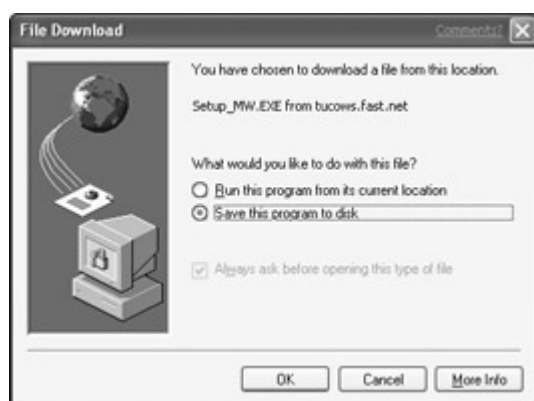 File Download
Comments?
You have chosen to download a file from this location.
Setup_MW.EXE from tucows.fast.net
What would you like to do with this file?
Run this program from its current location
Save this program to disk
Always ask before opening this type of file
OK
Cancel
More Info